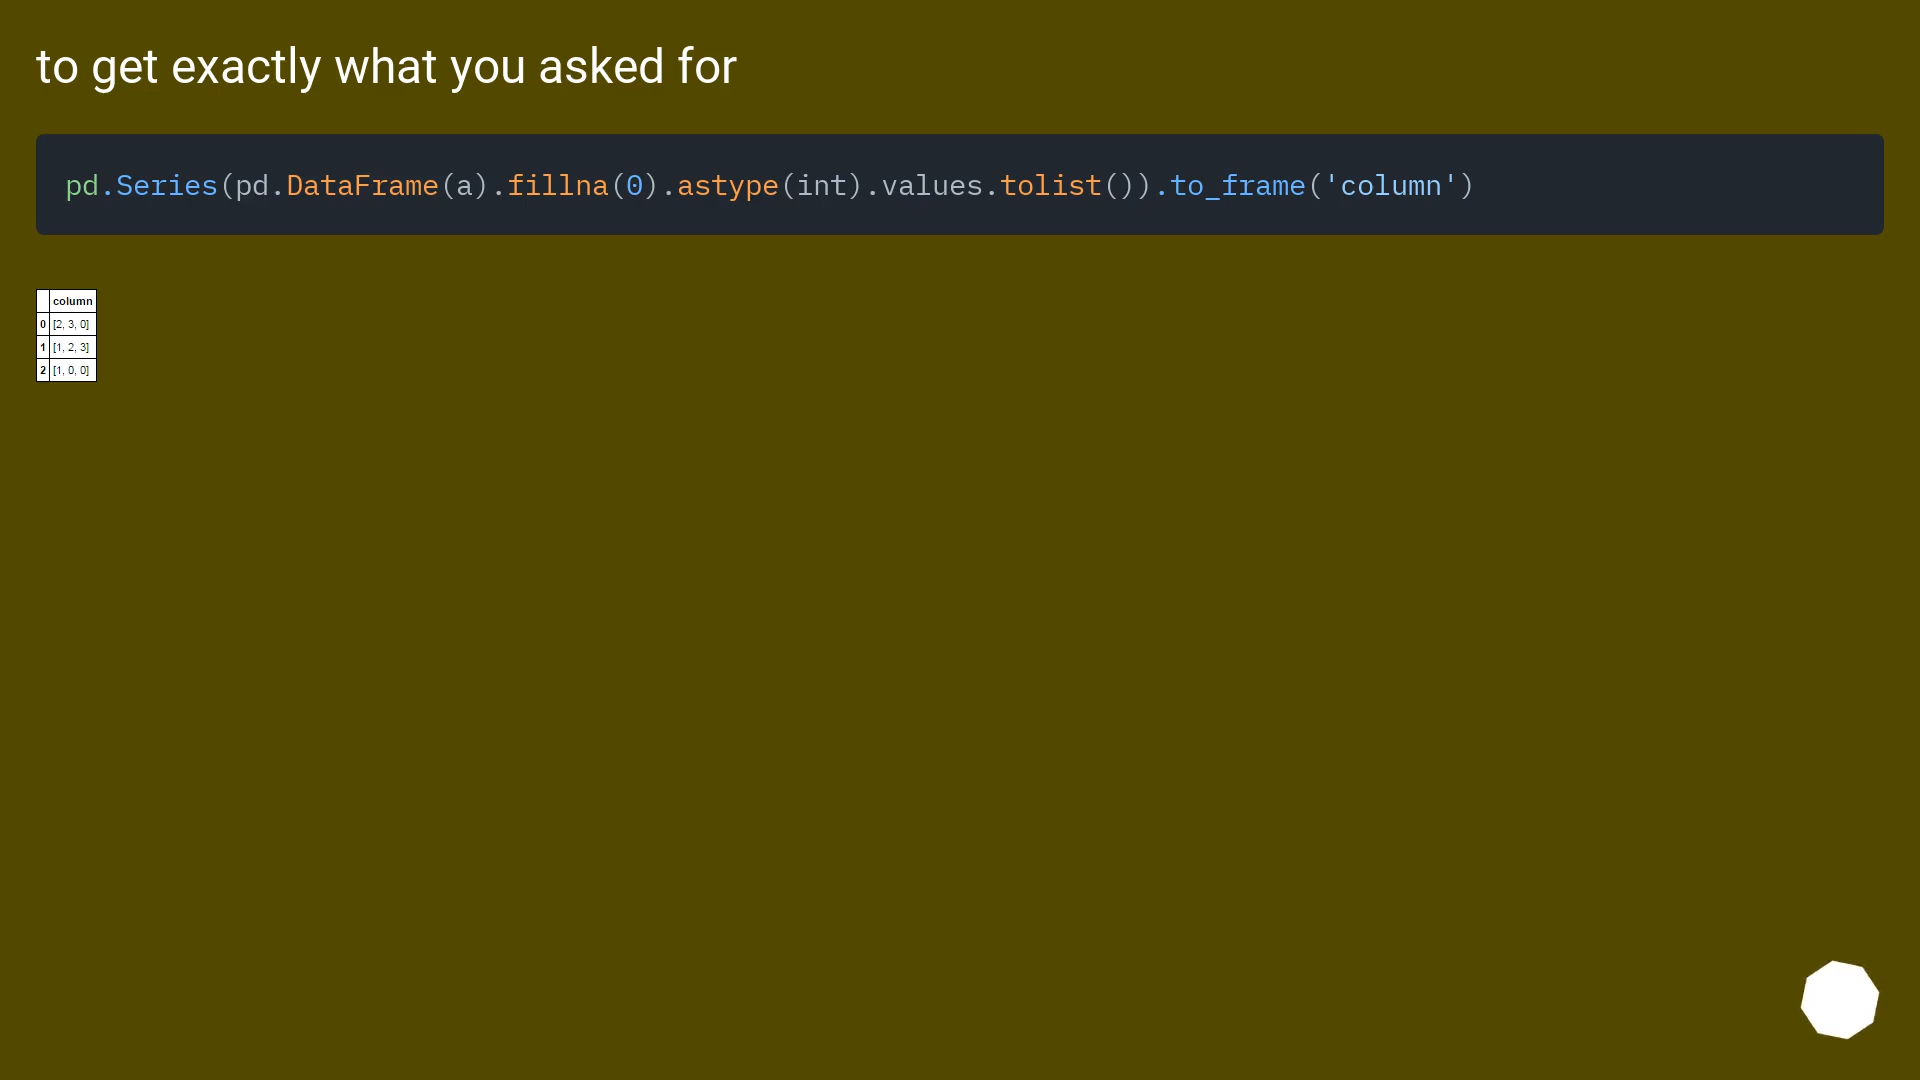 to get exactly what you asked for
pd.Series(pd.DataFrame(a).fillna(0).astype(int).values.tolist()).to_frame('column')
column
0 [2, 3, 0]
1 [1, 2, 3]
2 [1, 0, 0]